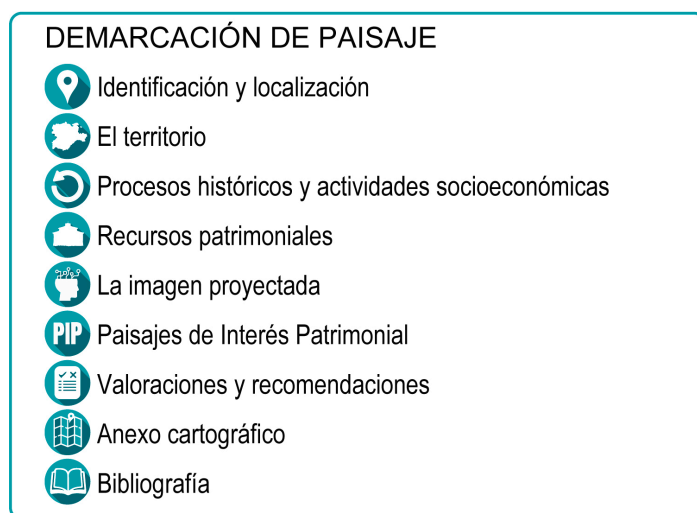 DEMARCACIÓN DE PAISAJE
Identificación y localización
El territorio
Procesos históricos y actividades socioeconómicas
Recursos patrimoniales
La imagen proyectada
PIP Paisajes de Interés Patrimonial
Valoraciones y recomendaciones
Anexo cartográfico
Bibliografía